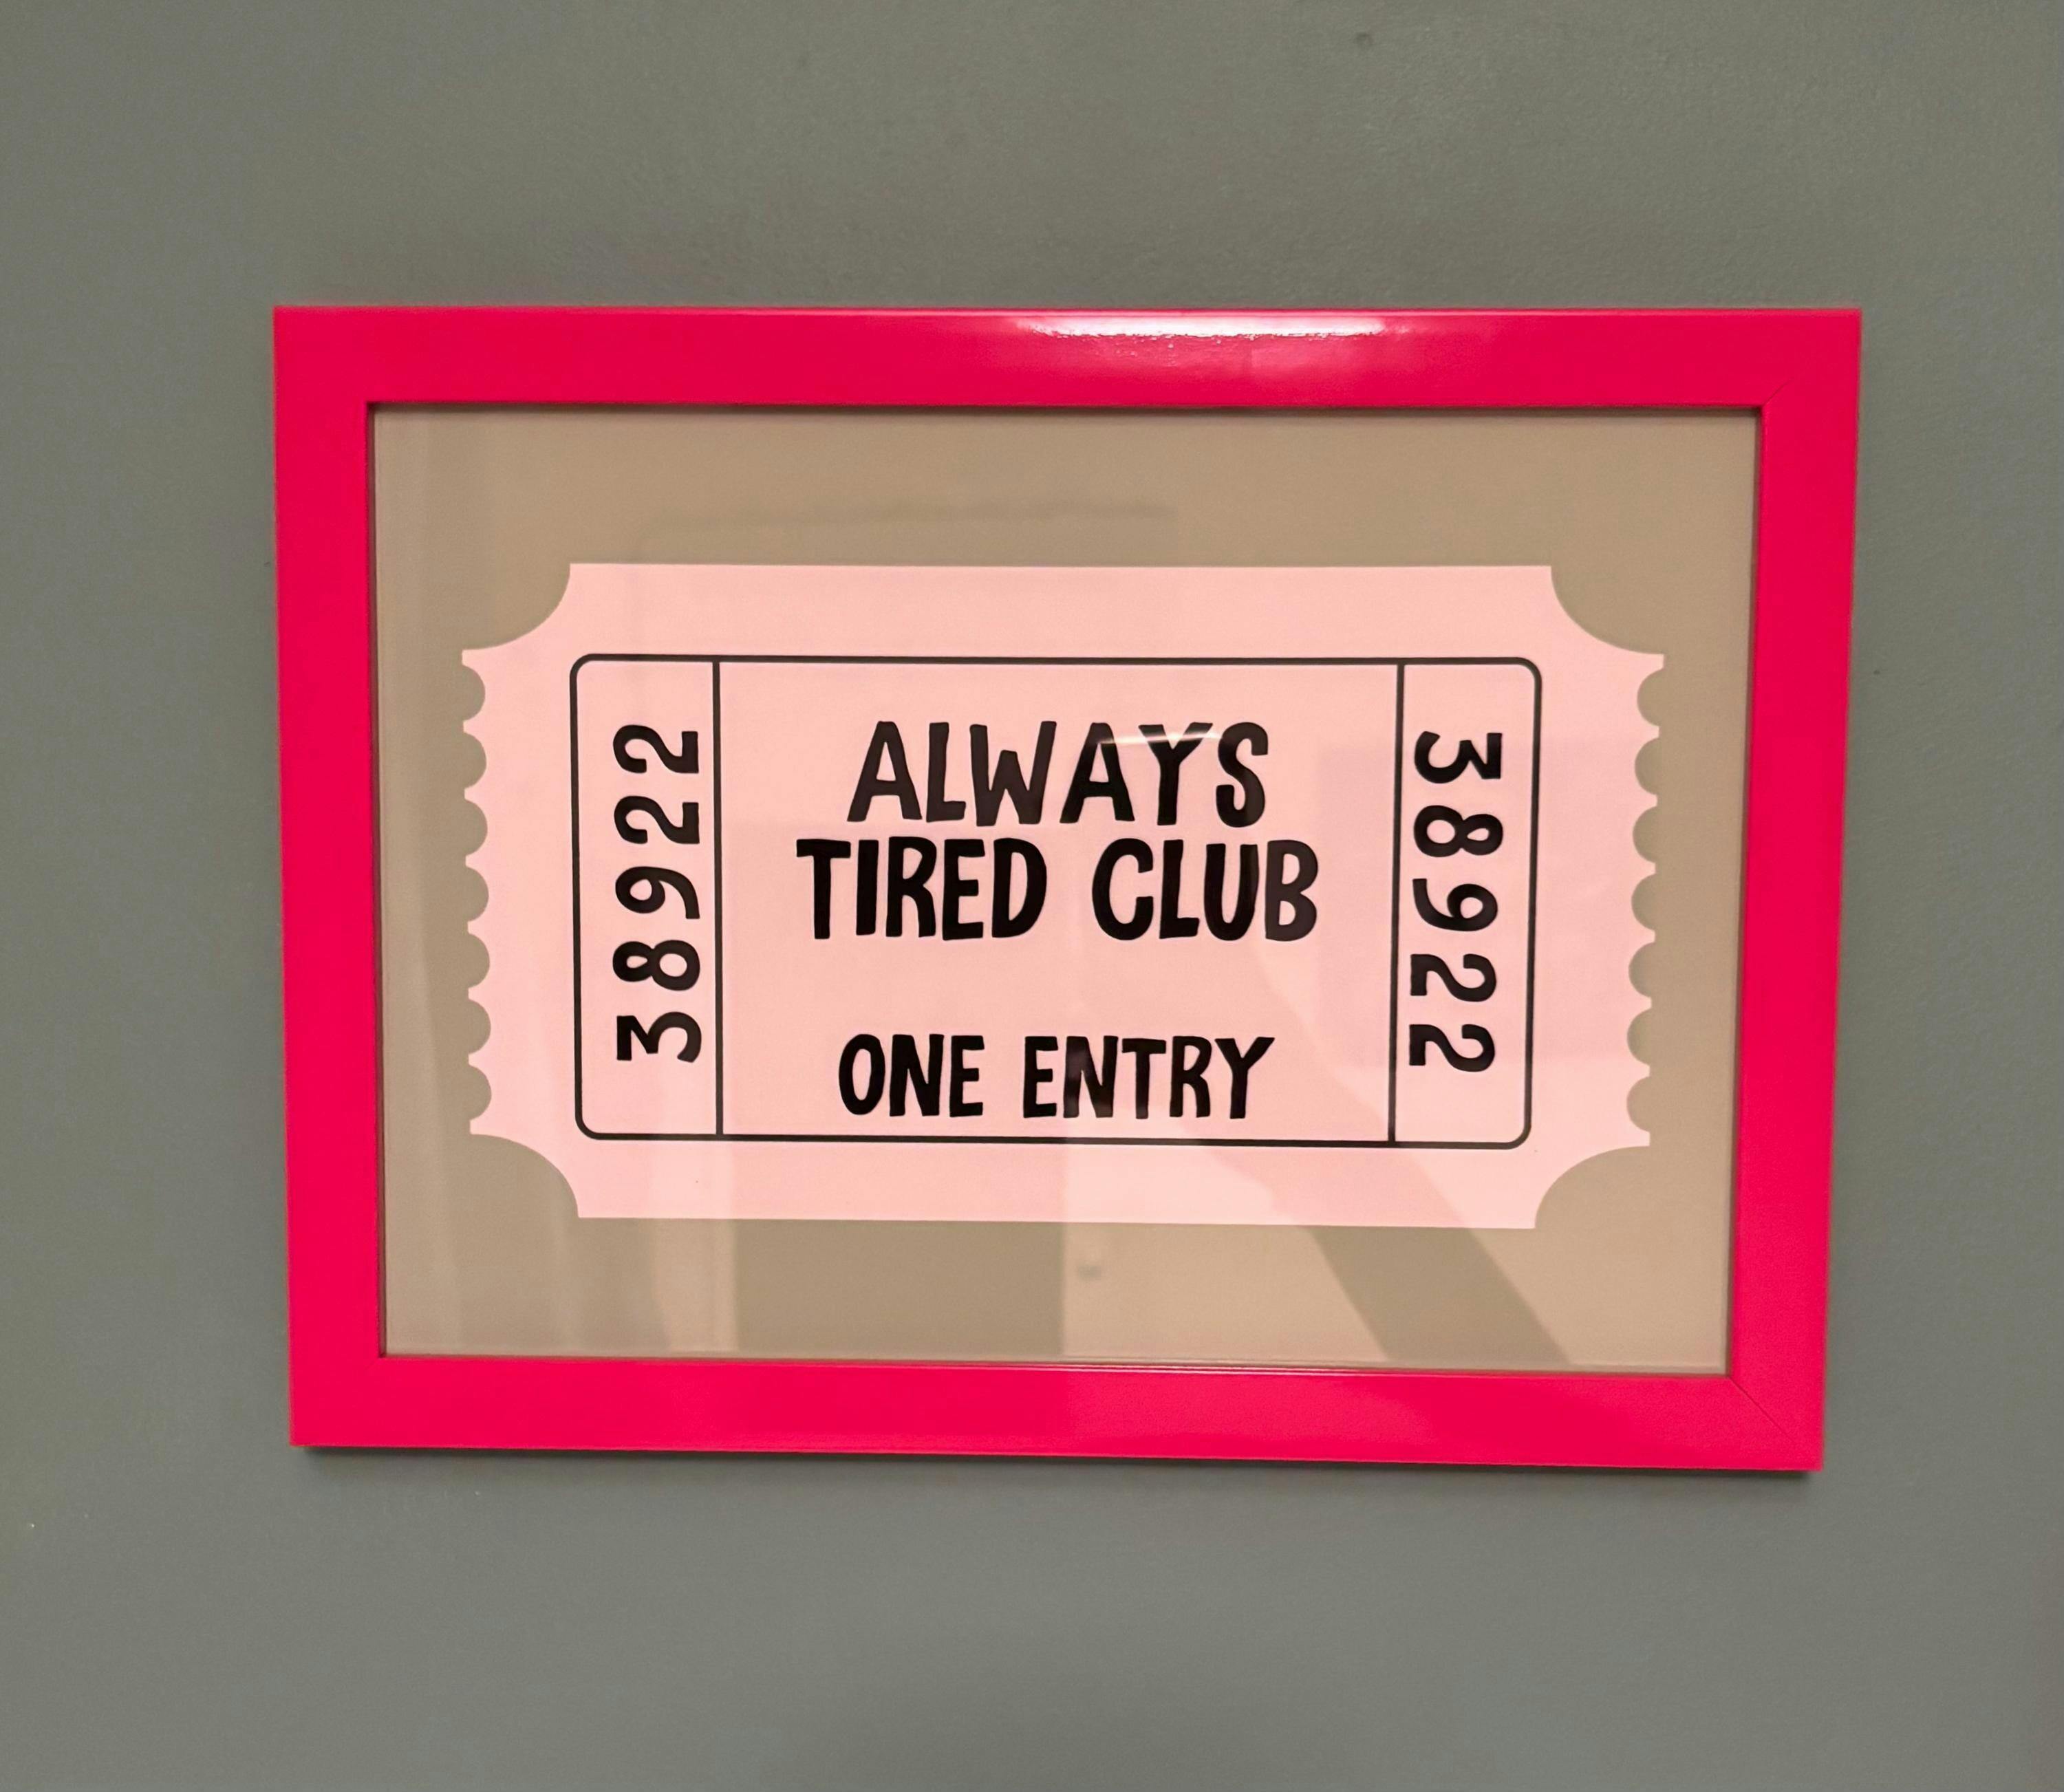 38922
ALWAYS
TIRED CLUB
ONE ENTRY
38922